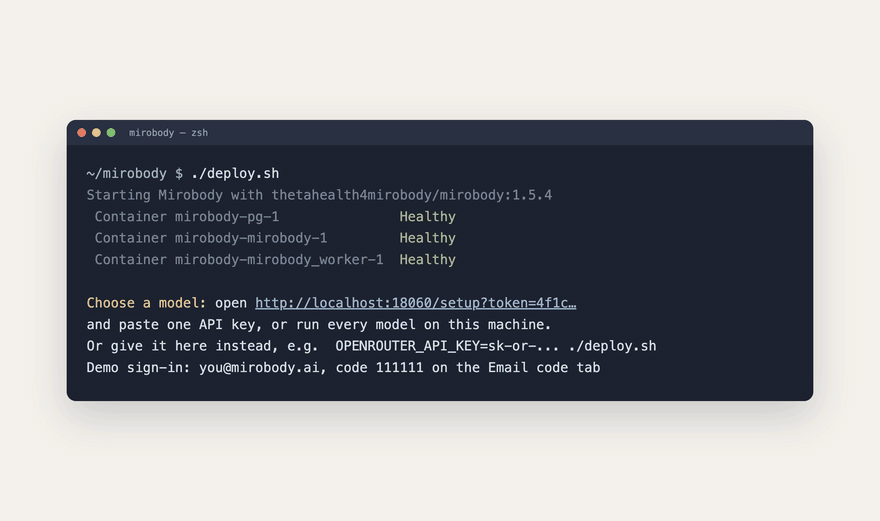 mirobody — zsh
~/mirobody $ ./deploy.sh
Starting Mirobody with thetahealth4mirobody/mirobody:1.5.4
Container mirobody-pg-1 Healthy
Container mirobody-mirobody-1 Healthy
Container mirobody-mirobody_worker-1 Healthy
Choose a model: open http://localhost:18060/setup?token=4f1c…
and paste one API key, or run every model on this machine.
Or give it here instead, e.g. OPENROUTER_API_KEY=sk-or-... ./deploy.sh
Demo sign-in: you@mirobody.ai, code 111111 on the Email code tab